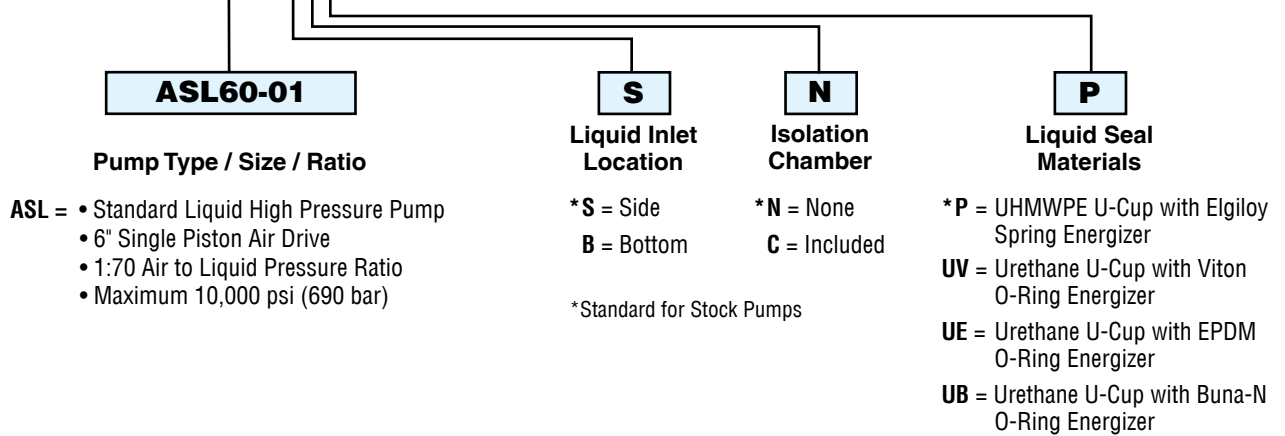 ASL60-01
S
N
P
Pump Type / Size / Ratio
ASL = • Standard Liquid High Pressure Pump
• 6" Single Piston Air Drive
• 1:70 Air to Liquid Pressure Ratio
• Maximum 10,000 psi (690 bar)
Liquid Inlet
Location
*S = Side
B = Bottom
*Standard for Stock Pumps
Isolation
Chamber
*N = None
C = Included
Liquid Seal
Materials
*P = UHMWPE U-Cup with Elgiloy
Spring Energizer
UV = Urethane U-Cup with Viton
O-Ring Energizer
UE = Urethane U-Cup with EPDM
O-Ring Energizer
UB = Urethane U-Cup with Buna-N
O-Ring Energizer